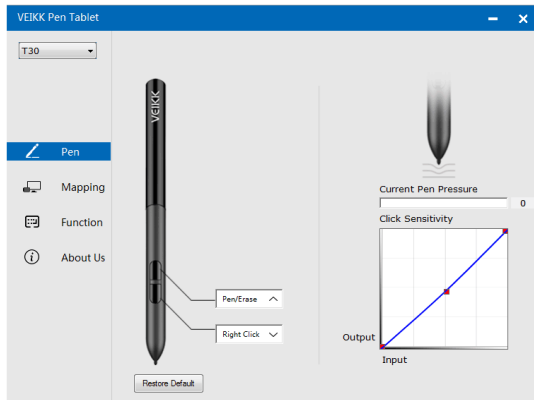 VEIKK Pen Tablet
T30
Pen
Mapping
Function
About Us
VEIKK
Pen/Erase
Right Click
Restore Default
Current Pen Pressure
0
Click Sensitivity
Output
Input